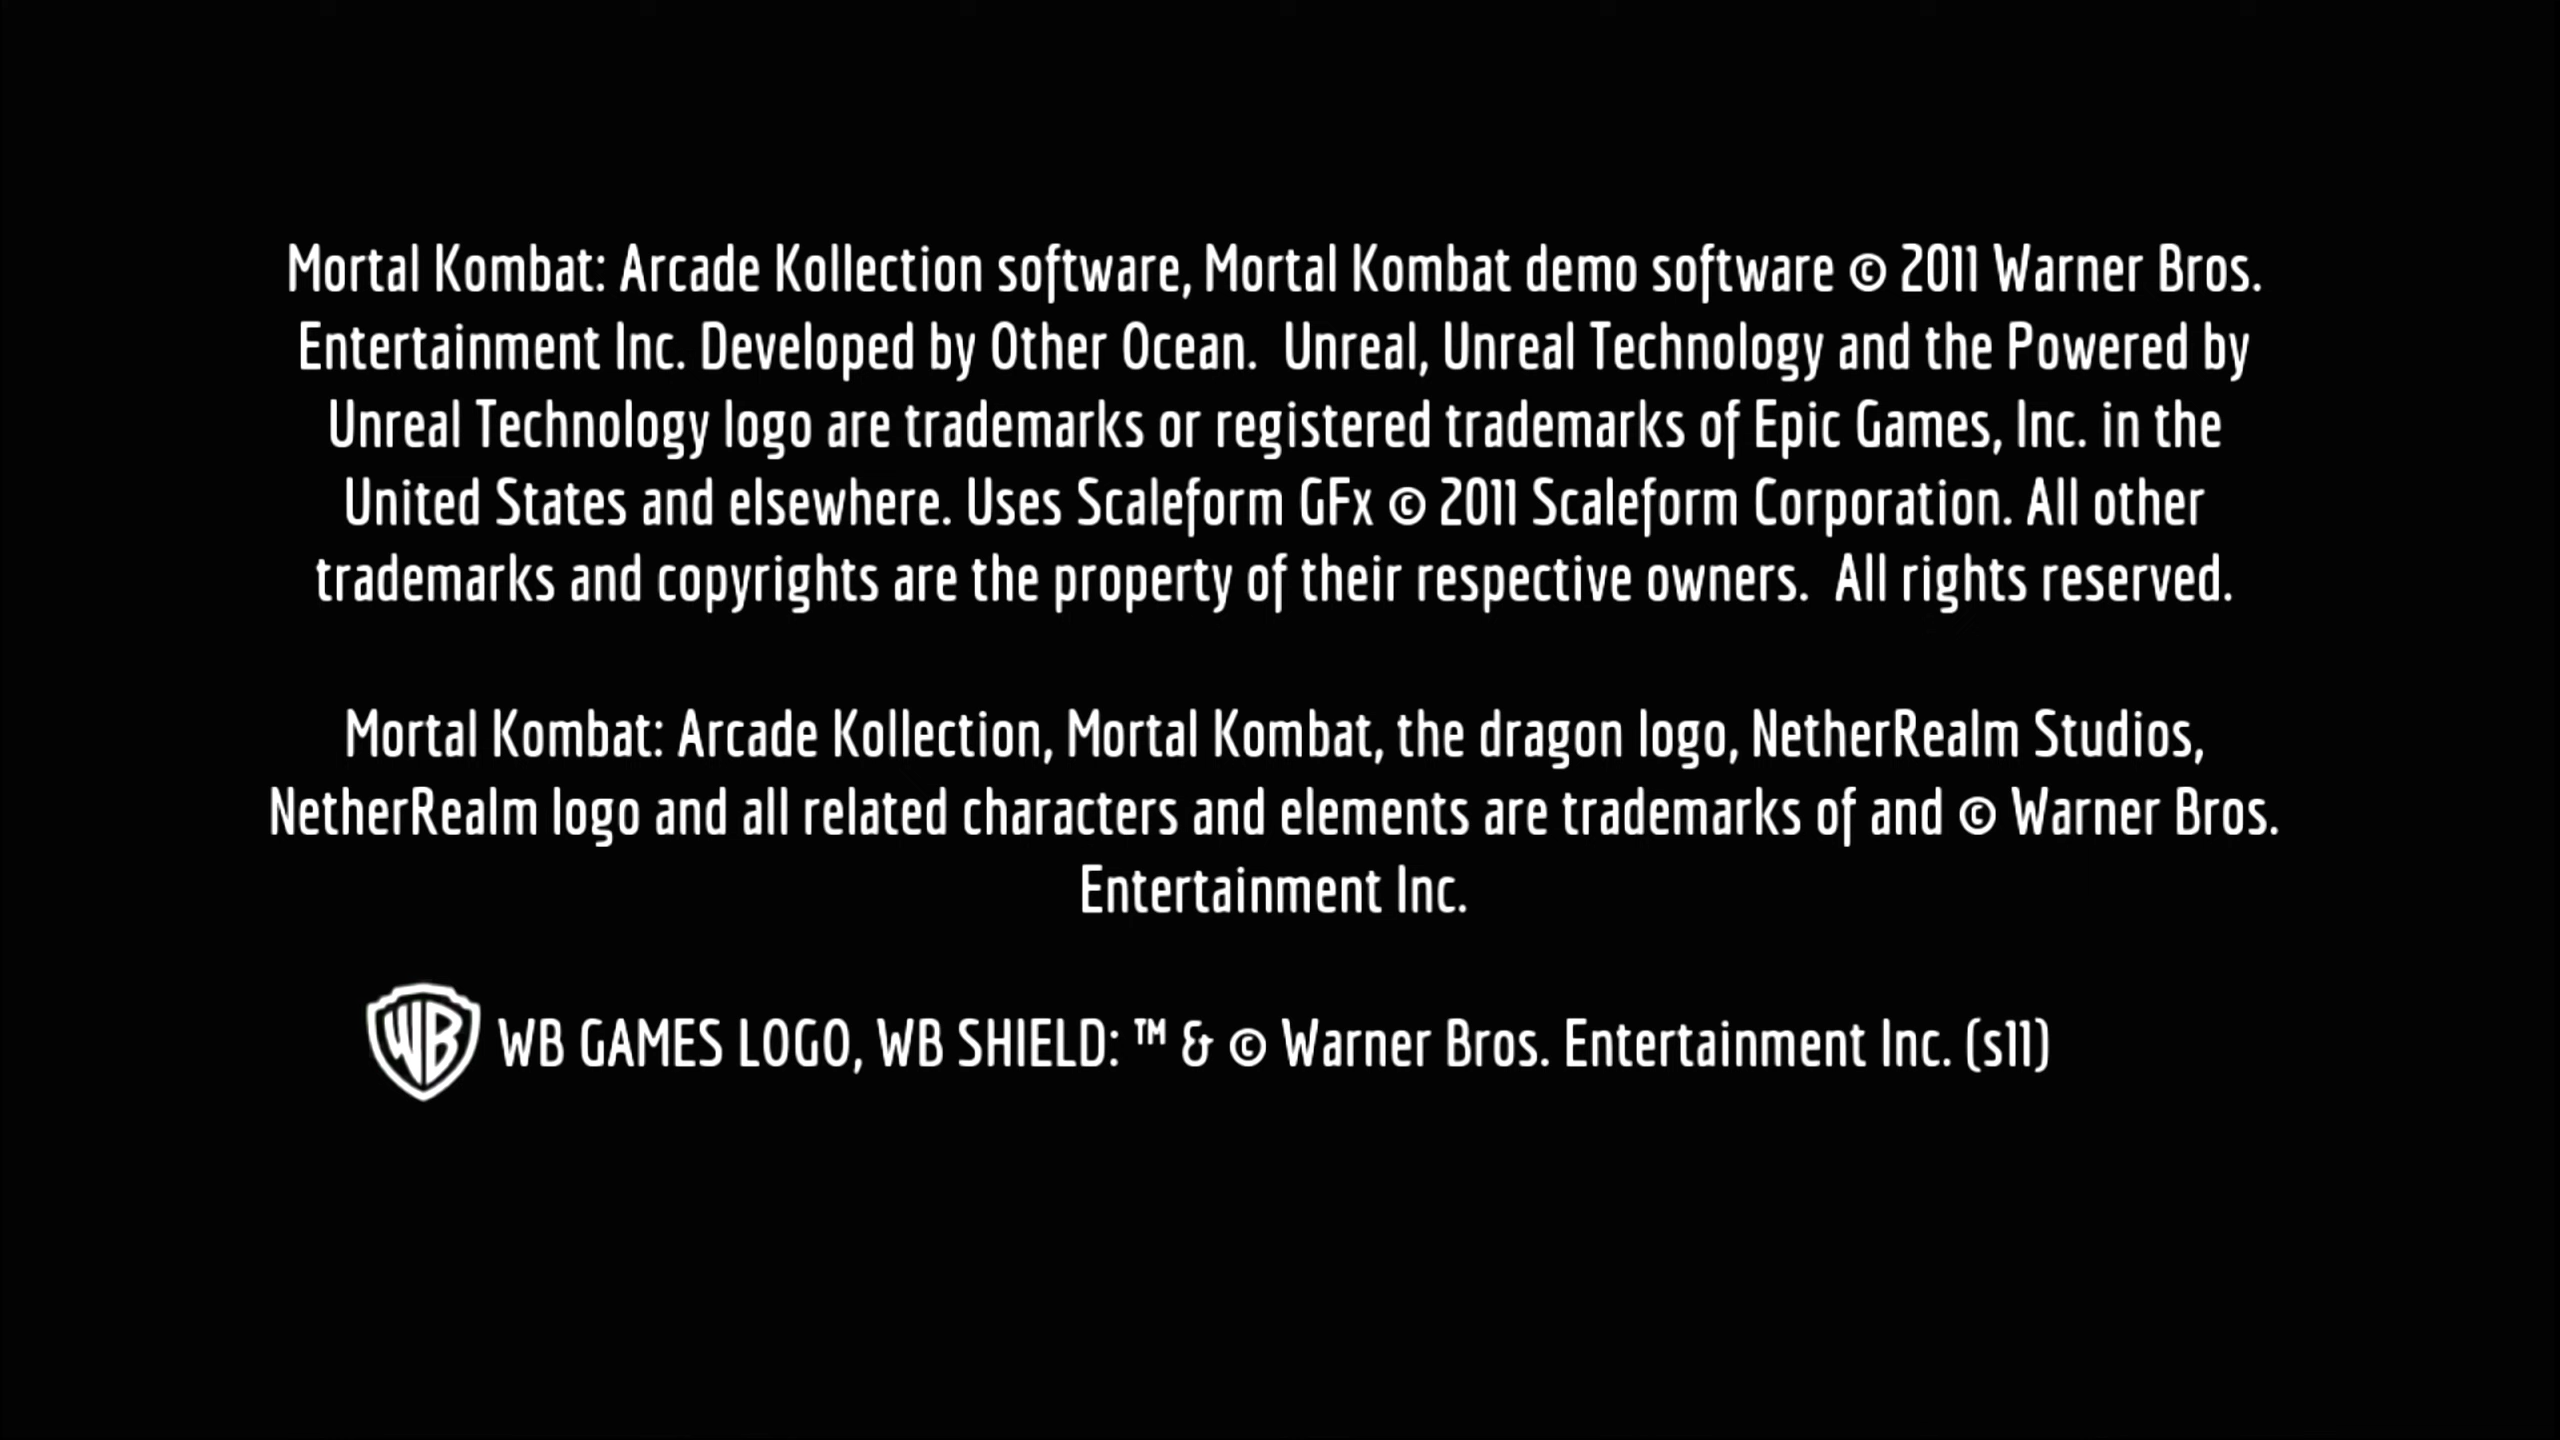 Mortal Kombat: Arcade Kollection software, Mortal Kombat demo software © 2011 Warner Bros.
Entertainment Inc. Developed by Other Ocean.  Unreal, Unreal Technology and the Powered by
Unreal Technology logo are trademarks or registered trademarks of Epic Games, Inc. in the
United States and elsewhere. Uses Scaleform GFx © 2011 Scaleform Corporation. All other
trademarks and copyrights are the property of their respective owners.  All rights reserved.
Mortal Kombat: Arcade Kollection, Mortal Kombat, the dragon logo, NetherRealm Studios,
NetherRealm logo and all related characters and elements are trademarks of and © Warner Bros.
Entertainment Inc.
WB WB GAMES LOGO, WB SHIELD: ™ & © Warner Bros. Entertainment Inc. (s11)